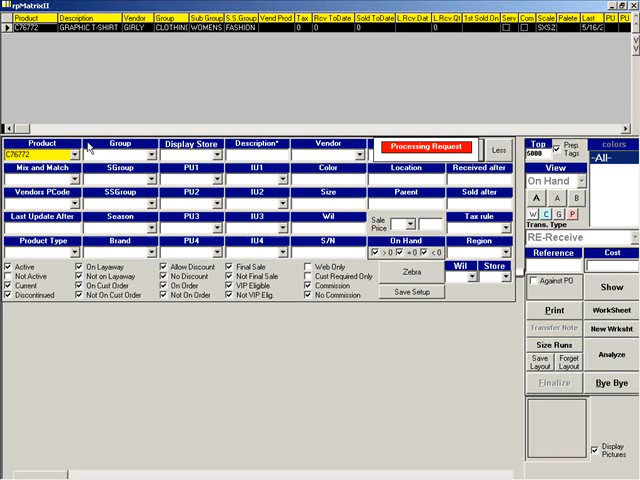 rpMatrixII
Product Description Vendor Group Sub Group S.S.Group Vend Prod Tax Rcv ToDate Sold ToDate L.Rcv.Dat L.Rcv.Qt 1st Sold On Serv Com Scale Palete Last PU PU
C76772 GRAPHIC T-SHIRT GIRLY CLOTHING WOMENS FASHION 0 0 0 0 SXSZ 5/16/2
Product Group Display Store Description* Vendor Processing Request Less
C76772
Mix and Match SGroup PU1 IU1 Color Location Received after
Vendors PCode SSGroup PU2 IU2 Size Parent Sold after
Last Update After Season PU3 IU3 Wil Sale Price Tax rule
Product Type Brand PU4 IU4 S/N On Hand Region
> 0 = 0 < 0
Active On Layaway Allow Discount Final Sale Web Only Zebra Wil Store
Not Active Not on Layaway No Discount Not Final Sale Cust Required Only
Current On Cust Order On Order VIP Eligible Commission Save Setup
Discontinued Not On Cust Order Not On Order Not VIP Elig. No Commission
Top colors
5000 Prep. Tags -All-
View
On Hand
A A B
W C G P
Trans. Type
RE-Receive
Reference Cost
Against PO Show
Print WorkSheet
Transfer Note New Wrksht
Size Runs
Save Layout Forget Layout Analyze
Finalize Bye Bye
Display Pictures